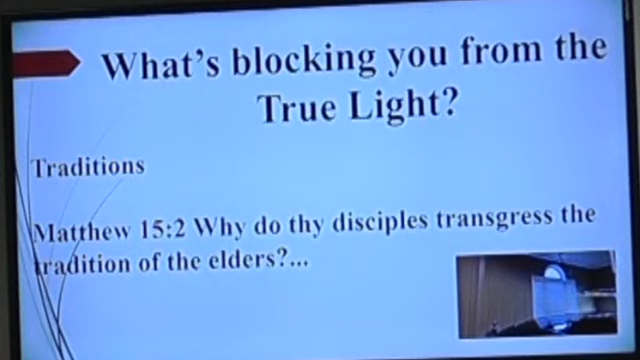 What's blocking you from the
True Light?
Traditions
Matthew 15:2 Why do thy disciples transgress the
tradition of the elders?...